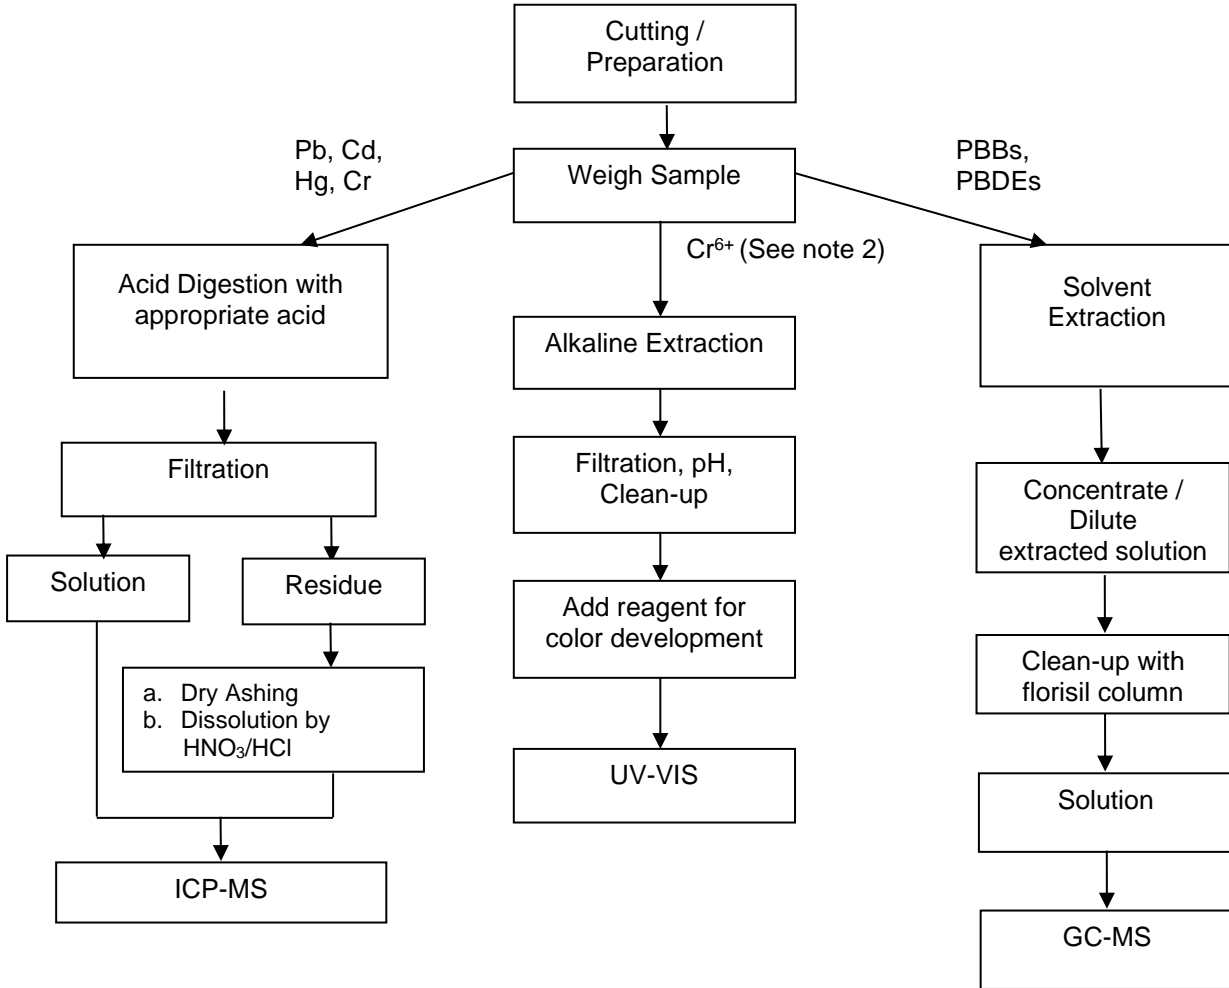 Cutting /
Preparation
Pb, Cd,
Hg, Cr
Weigh Sample
PBBs,
PBDEs
Cr⁶⁺ (See note 2)
Acid Digestion with
appropriate acid
Filtration
Solution
Residue
a. Dry Ashing
b. Dissolution by
HNO₃/HCl
ICP-MS
Alkaline Extraction
Filtration, pH,
Clean-up
Add reagent for
color development
UV-VIS
Solvent
Extraction
Concentrate /
Dilute
extracted solution
Clean-up with
florisil column
Solution
GC-MS